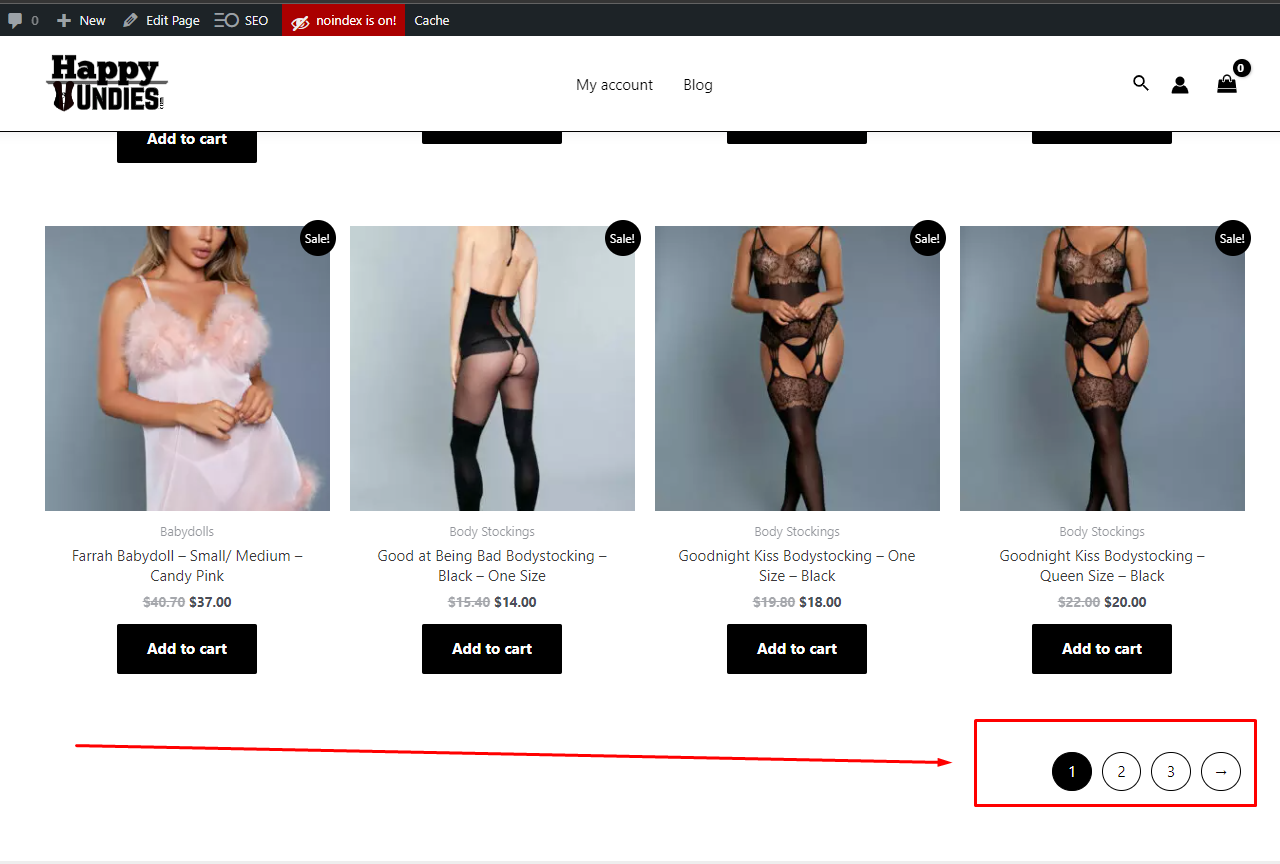 0 New Edit Page SEO noindex is on! Cache
Happy
UNDIES.com
My account Blog
0
Add to cart
Sale! Sale! Sale! Sale!
Babydolls
Farrah Babydoll – Small/ Medium –
Candy Pink
$40.70 $37.00
Add to cart
Body Stockings
Good at Being Bad Bodystocking –
Black – One Size
$15.40 $14.00
Add to cart
Body Stockings
Goodnight Kiss Bodystocking – One
Size – Black
$19.80 $18.00
Add to cart
Body Stockings
Goodnight Kiss Bodystocking –
Queen Size – Black
$22.00 $20.00
Add to cart
1 2 3 →